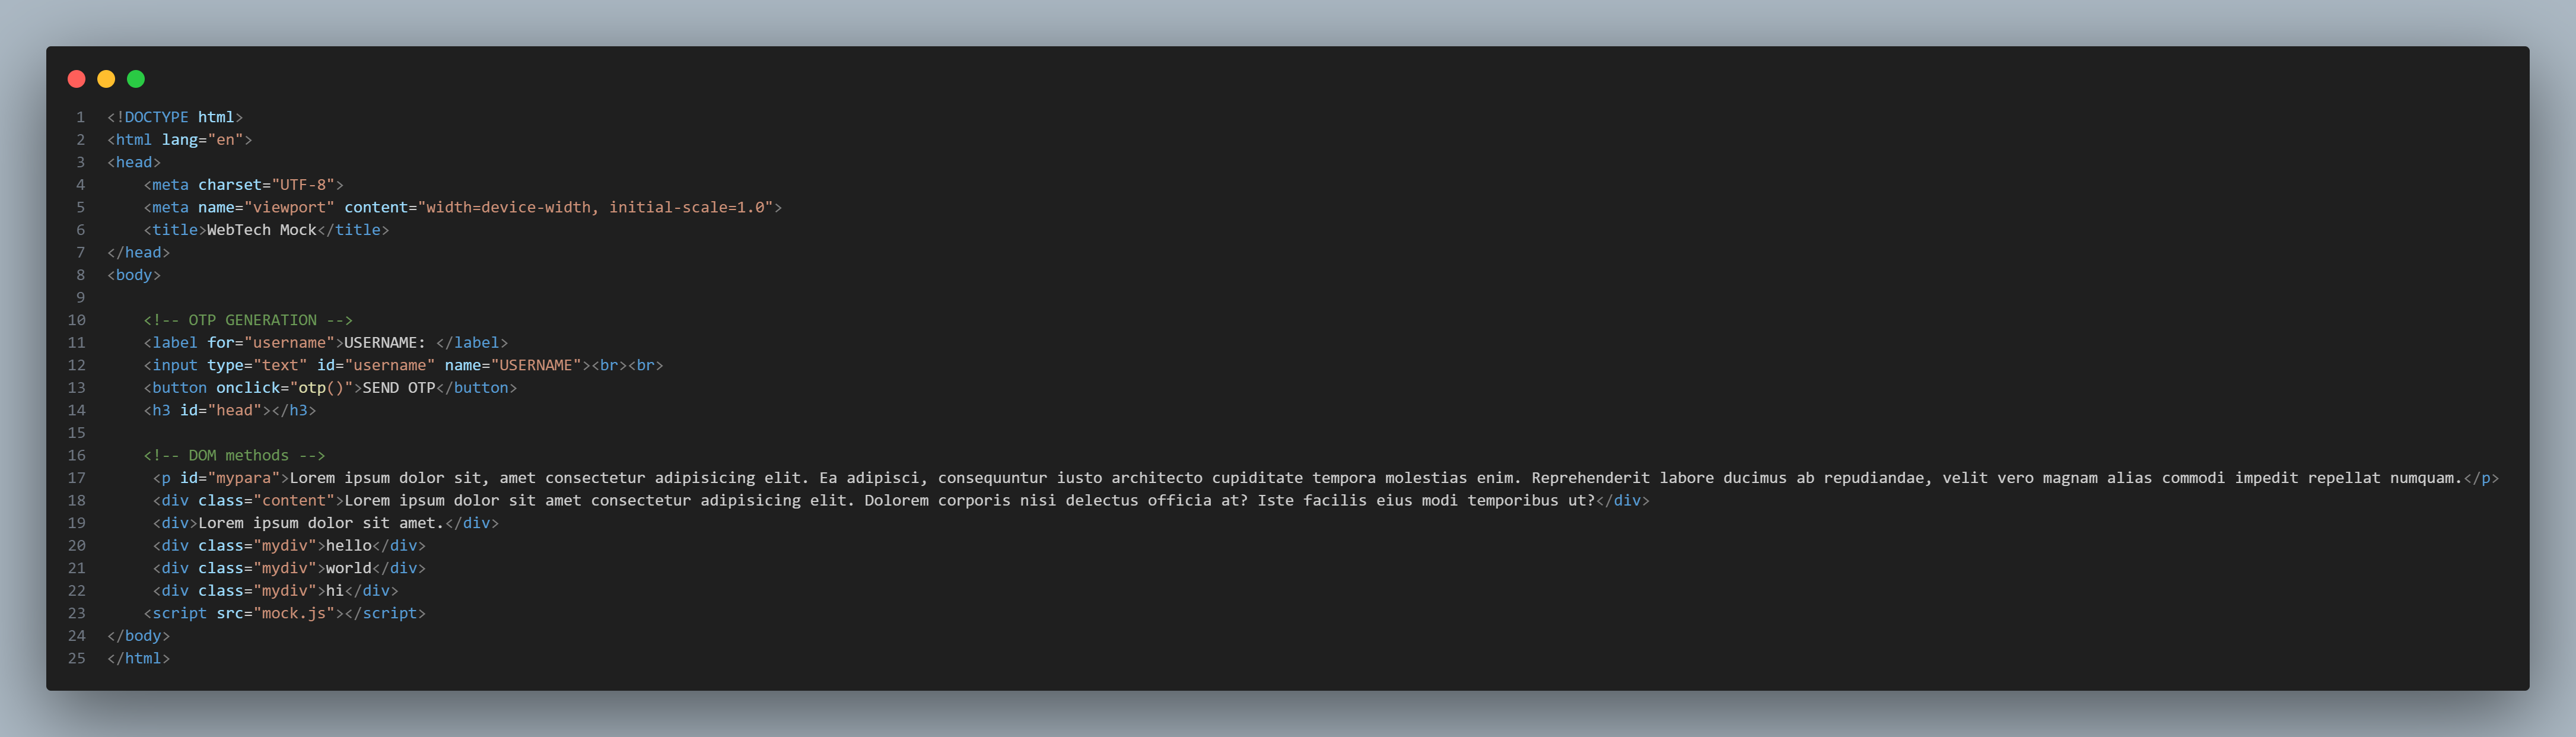 1 <!DOCTYPE html>
2 <html lang="en">
3 <head>
4     <meta charset="UTF-8">
5     <meta name="viewport" content="width=device-width, initial-scale=1.0">
6     <title>WebTech Mock</title>
7 </head>
8 <body>
9
10     <!-- OTP GENERATION -->
11     <label for="username">USERNAME: </label>
12     <input type="text" id="username" name="USERNAME"><br><br>
13     <button onclick="otp()">SEND OTP</button>
14     <h3 id="head"></h3>
15
16     <!-- DOM methods -->
17      <p id="mypara">Lorem ipsum dolor sit, amet consectetur adipisicing elit. Ea adipisci, consequuntur iusto architecto cupiditate tempora molestias enim. Reprehenderit labore ducimus ab repudiandae, velit vero magnam alias commodi impedit repellat numquam.</p>
18      <div class="content">Lorem ipsum dolor sit amet consectetur adipisicing elit. Dolorem corporis nisi delectus officia at? Iste facilis eius modi temporibus ut?</div>
19      <div>Lorem ipsum dolor sit amet.</div>
20      <div class="mydiv">hello</div>
21      <div class="mydiv">world</div>
22      <div class="mydiv">hi</div>
23     <script src="mock.js"></script>
24 </body>
25 </html>